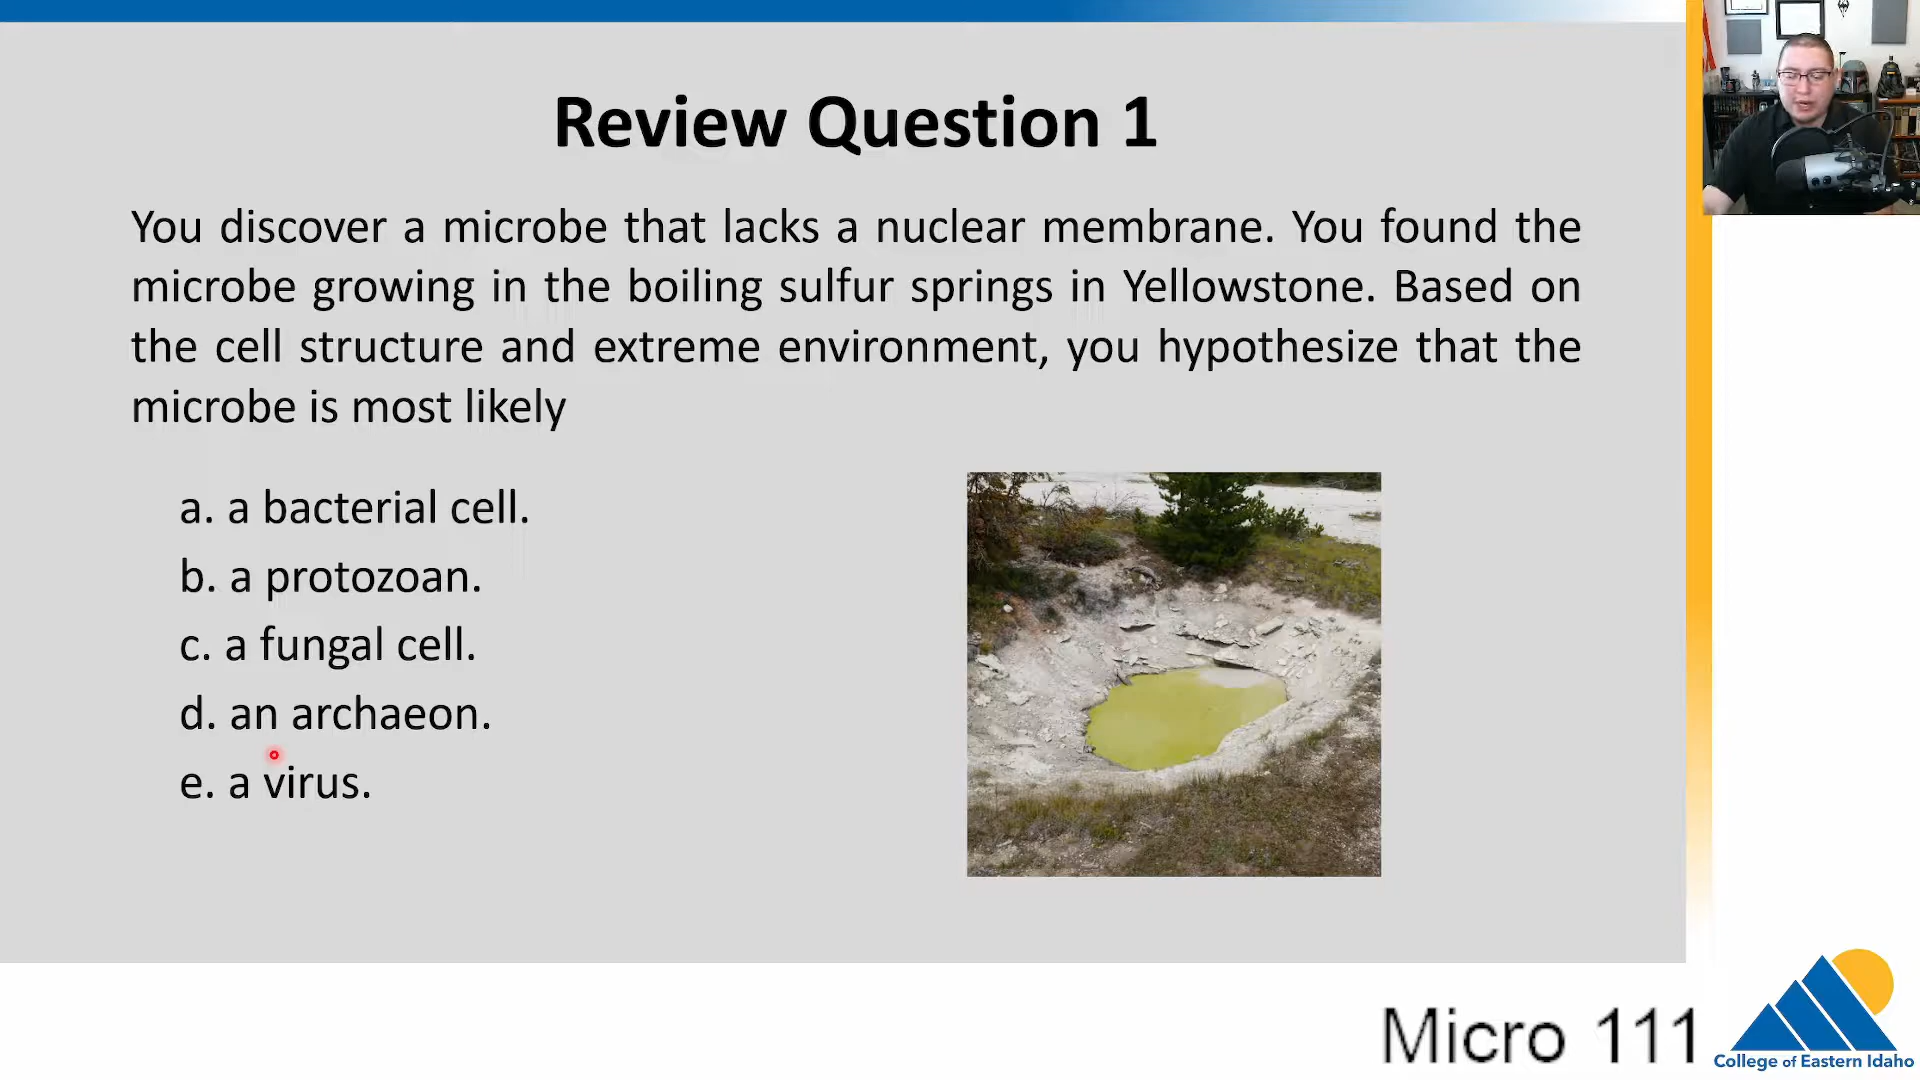 Review Question 1
You discover a microbe that lacks a nuclear membrane. You found the
microbe growing in the boiling sulfur springs in Yellowstone. Based on
the cell structure and extreme environment, you hypothesize that the
microbe is most likely
a. a bacterial cell.
b. a protozoan.
c. a fungal cell.
d. an archaeon.
e. a virus.
Micro 111
College of Eastern Idaho